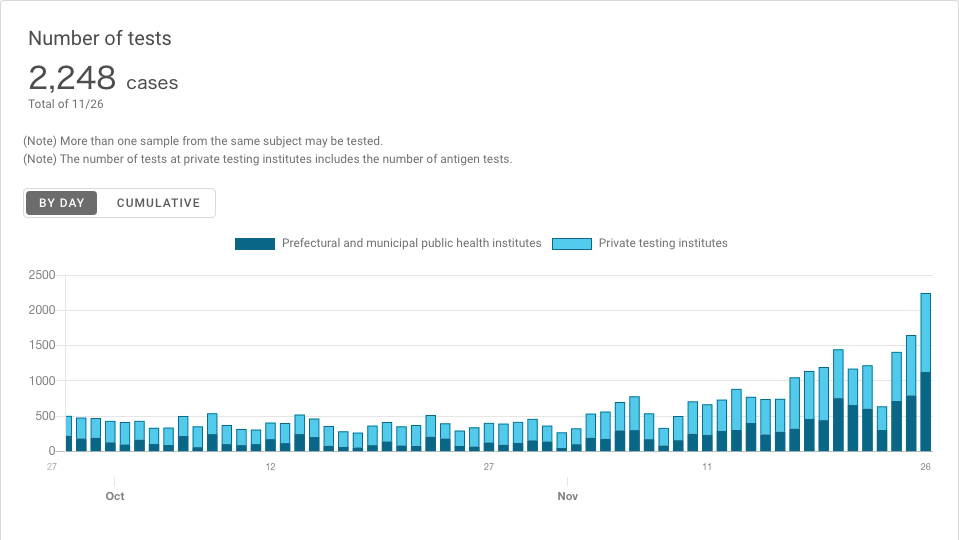 Number of tests
2,248 cases
Total of 11/26
(Note) More than one sample from the same subject may be tested.
(Note) The number of tests at private testing institutes includes the number of antigen tests.
BY DAY CUMULATIVE
Prefectural and municipal public health institutes Private testing institutes
2500
2000
1500
1000
500
0
27 12 27 11 26
Oct Nov